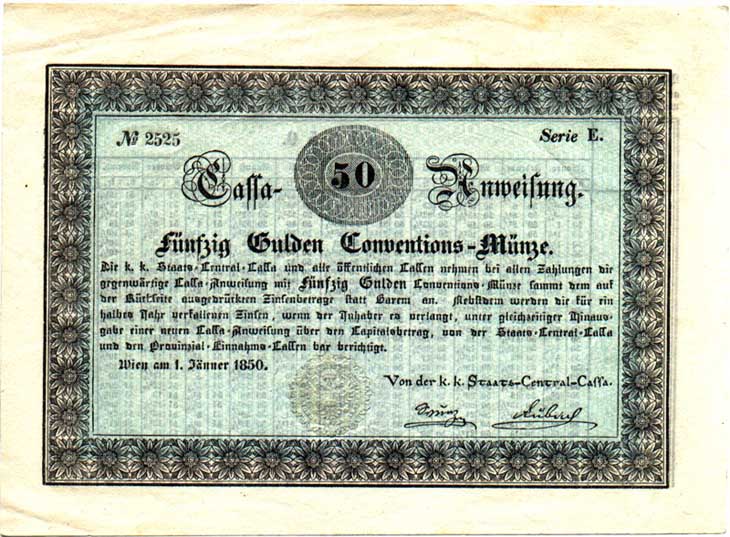 № 2525
Serie E.
Cassa- 50 Anweisung.
Fünfzig Gulden Conventions-Münze.
Die k. k. Staats-Central-Cassa und alle öffentlichen Cassen nehmen bei allen Zahlungen die
gegenwärtige Cassa-Anweisung mit Fünfzig Gulden Conventions-Münze sammt dem auf
der Rückseite ausgedrückten Zinsenbetrage statt Barem an. Nebstdem werden die für ein
halbes Jahr verfallenen Zinsen, wenn der Inhaber es verlangt, unter gleichzeitiger Hinaus-
gabe einer neuen Cassa-Anweisung über den Capitalsbetrag, von der Staats-Central-Cassa
und den Provinzial-Einnahms-Cassen bar berichtigt.
Wien am 1. Jänner 1850.
Von der k. k. Staats-Central-Cassa.